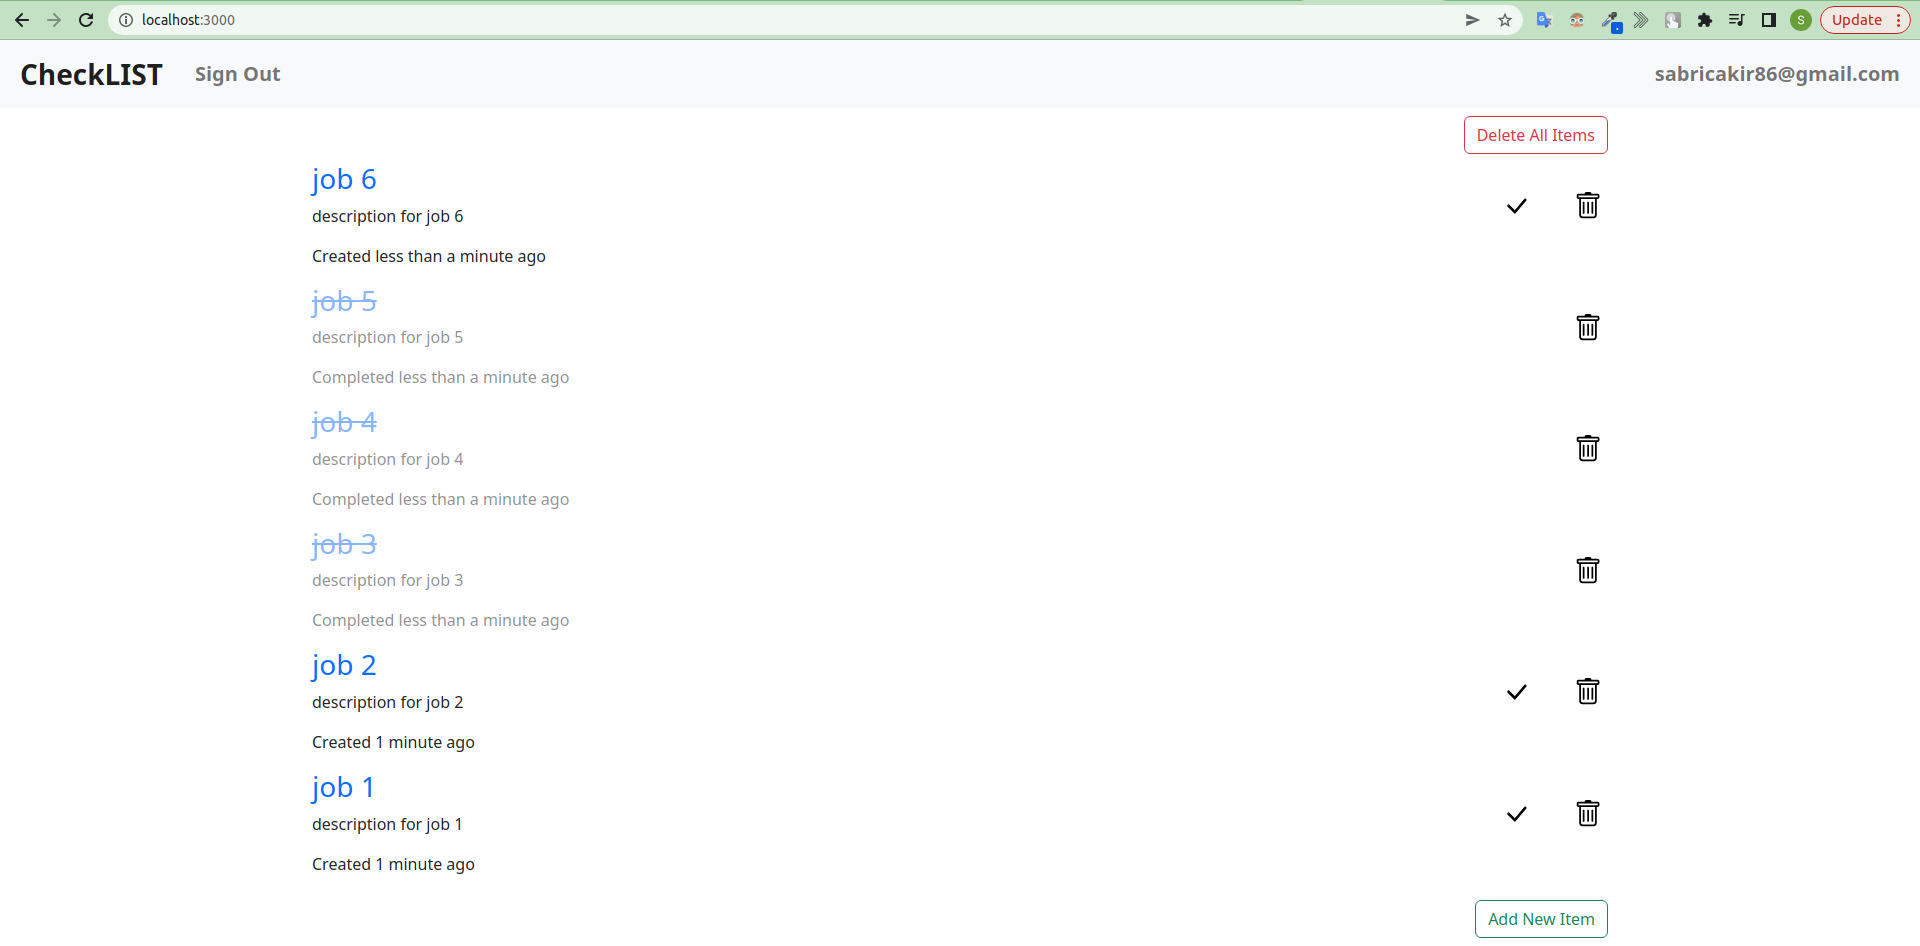 localhost:3000
S
Update
CheckLIST
Sign Out
sabricakir86@gmail.com
Delete All Items
job 6
description for job 6
Created less than a minute ago
job 5
description for job 5
Completed less than a minute ago
job 4
description for job 4
Completed less than a minute ago
job 3
description for job 3
Completed less than a minute ago
job 2
description for job 2
Created 1 minute ago
job 1
description for job 1
Created 1 minute ago
Add New Item